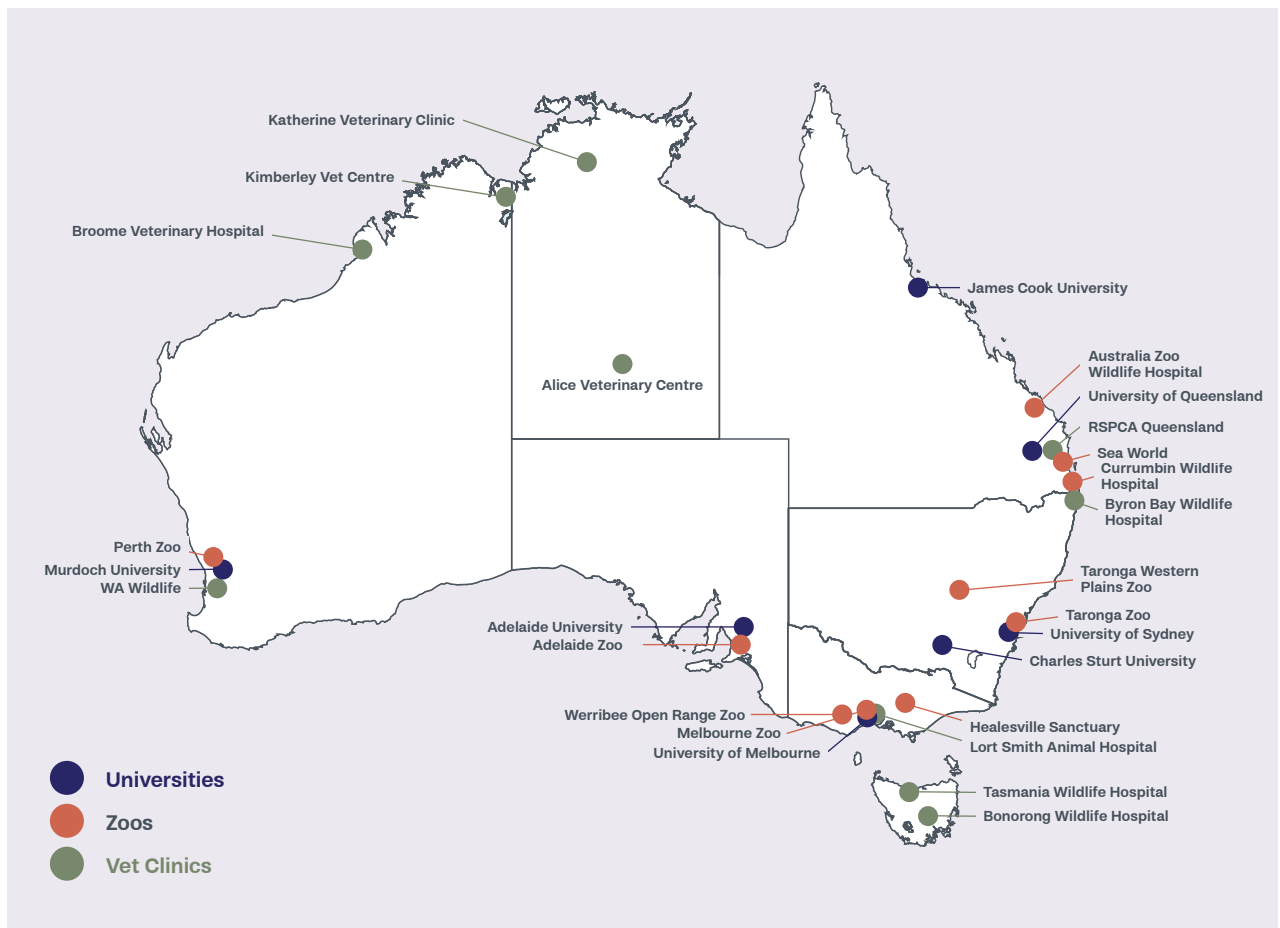 Katherine Veterinary Clinic
Kimberley Vet Centre
Broome Veterinary Hospital
James Cook University
Australia Zoo
Wildlife Hospital
Alice Veterinary Centre
University of Queensland
RSPCA Queensland
Sea World
Currumbin Wildlife
Hospital
Byron Bay Wildlife
Hospital
Perth Zoo
Murdoch University
WA Wildlife
Taronga Western
Plains Zoo
Taronga Zoo
University of Sydney
Charles Sturt University
Adelaide University
Adelaide Zoo
Werribee Open Range Zoo
Melbourne Zoo
University of Melbourne
Healesville Sanctuary
Lort Smith Animal Hospital
Tasmania Wildlife Hospital
Bonorong Wildlife Hospital
Universities
Zoos
Vet Clinics